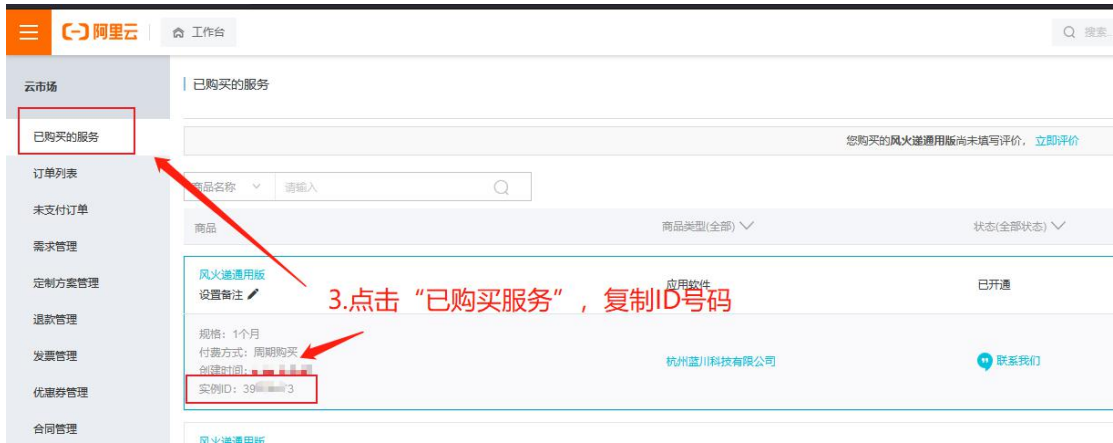 阿里云
工作台
搜索...
云市场
已购买的服务
已购买的服务
您购买的风火递通用版尚未填写评价, 立即评价
订单列表
商品名称
请输入
未支付订单
商品
商品类型(全部)
状态(全部状态)
需求管理
风火递通用版
应用软件
已开通
设置备注
定制方案管理
3.点击“已购买服务”，复制ID号码
退款管理
规格：1个月
付费方式：周期购买
发票管理
杭州蓝川科技有限公司
联系我们
创建时间：
实例ID：39 3
优惠券管理
合同管理
风火递通用版